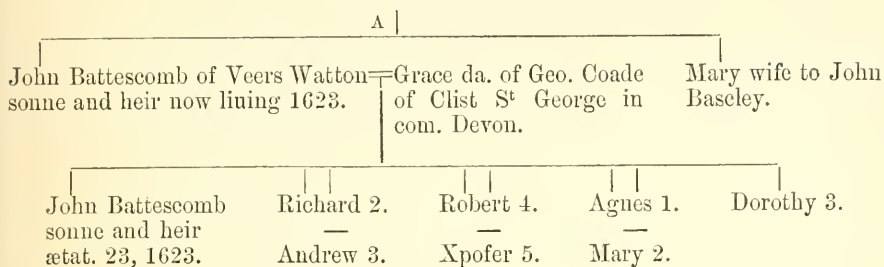 A
John Battescomb of Veers Watton=Grace da. of Geo. Coade Mary wife to John
sonne and heir now liuing 1623. of Clist Sᵗ George in Baseley.
com. Devon.
John Battescomb Richard 2. Robert 4. Agnes 1. Dorothy 3.
sonne and heir — — —
ætat. 23, 1623. Andrew 3. Xpofer 5. Mary 2.